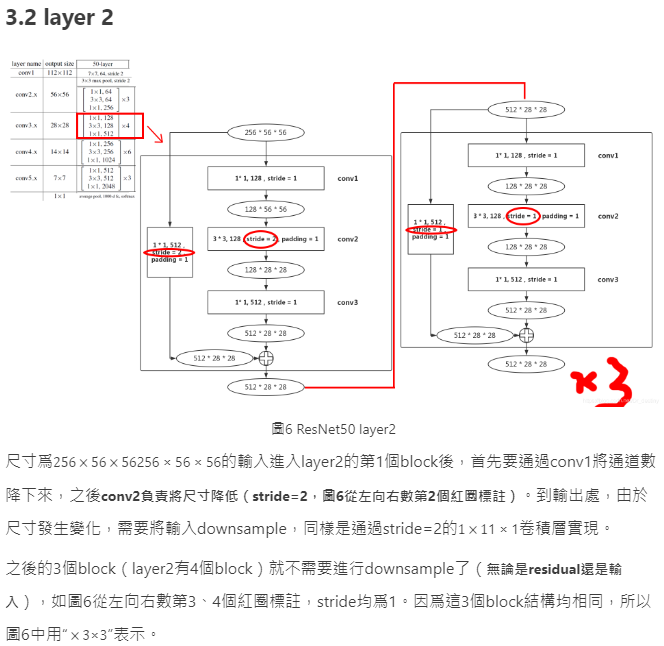 3.2 layer 2
layer name output size 50-layer
conv1 112×112 7×7, 64, stride 2
3×3 max pool, stride 2
conv2.x 56×56 1×1, 64
3×3, 64 ×3
1×1, 256
conv3.x 28×28 1×1, 128
3×3, 128 ×4
1×1, 512
conv4.x 14×14 1×1, 256
3×3, 256 ×6
1×1, 1024
conv5.x 7×7 1×1, 512
3×3, 512 ×3
1×1, 2048
1×1 average pool, 1000-d fc, softmax
256 * 56 * 56
1* 1, 128 , stride = 1 conv1
128 * 56 * 56
3* 3, 128 , stride = 2, padding = 1 conv2
1* 1, 512 ,
stride = 2
padding = 1
128 * 28 * 28
1* 1, 512 , stride = 1 conv3
512 * 28 * 28
512 * 28 * 28
512 * 28 * 28
512 * 28 * 28
1* 1, 128 , stride = 1 conv1
128 * 28 * 28
3* 3, 128 , stride = 1, padding = 1 conv2
1* 1, 512 ,
stride = 1
padding = 1
128 * 28 * 28
1* 1, 512 , stride = 1 conv3
512 * 28 * 28
512 * 28 * 28
512 * 28 * 28
×3
圖6 ResNet50 layer2
尺寸爲256 × 56 × 56256 × 56 × 56的輸入進入layer2的第1個block後，首先要通過conv1將通道數
降下來，之後conv2負責將尺寸降低（stride=2，圖6從左向右數第2個紅圈標註）。到輸出處，由於
尺寸發生變化，需要將輸入downsample，同樣是通過stride=2的1 × 11 × 1卷積層實現。
之後的3個block（layer2有4個block）就不需要進行downsample了（無論是residual還是輸
入），如圖6從左向右數第3、4個紅圈標註，stride均爲1。因爲這3個block結構均相同，所以
圖6中用“ × 3×3”表示。